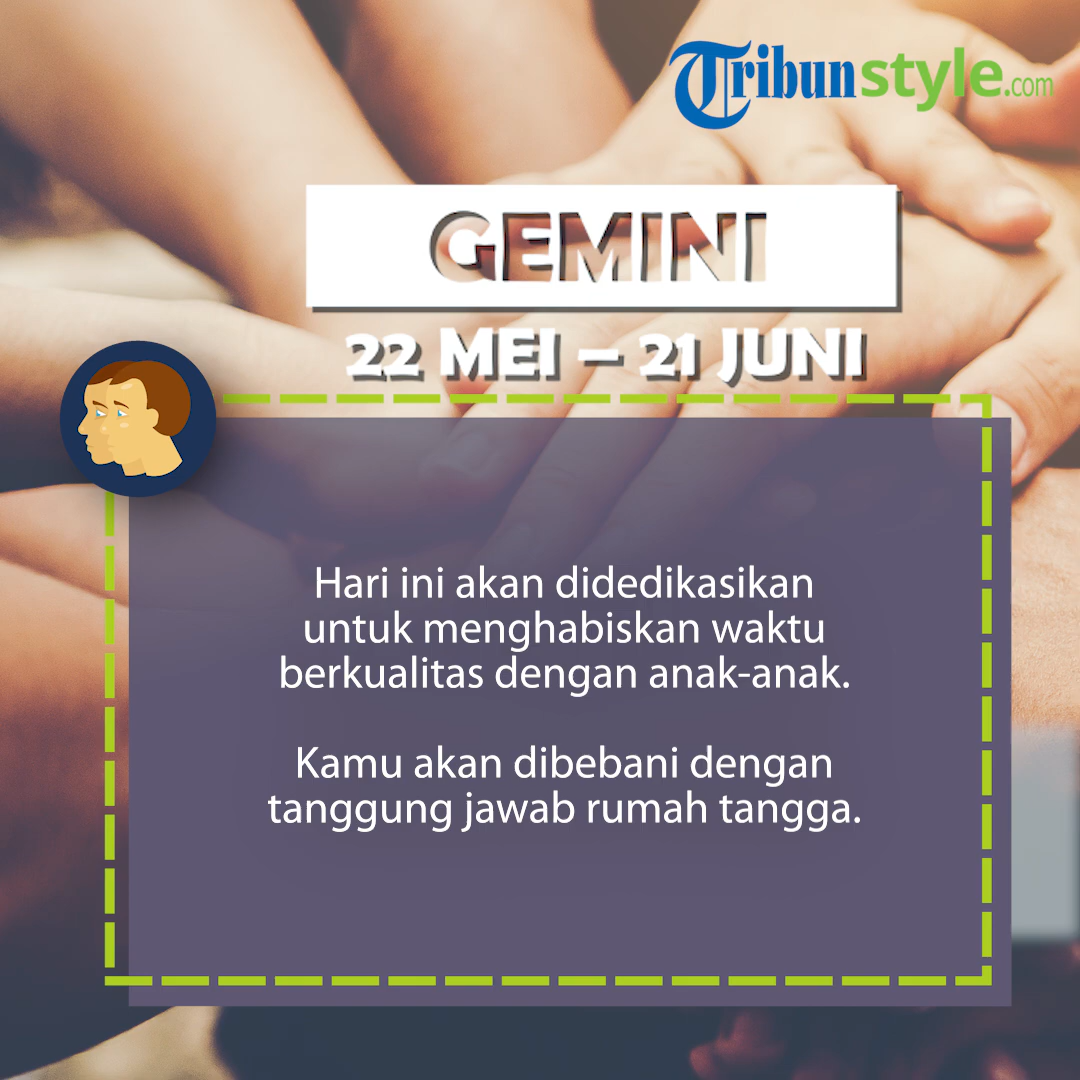 Tribunstyle.com
GEMINI
22 MEI – 21 JUNI
Hari ini akan didedikasikan
untuk menghabiskan waktu
berkualitas dengan anak-anak.
Kamu akan dibebani dengan
tanggung jawab rumah tangga.